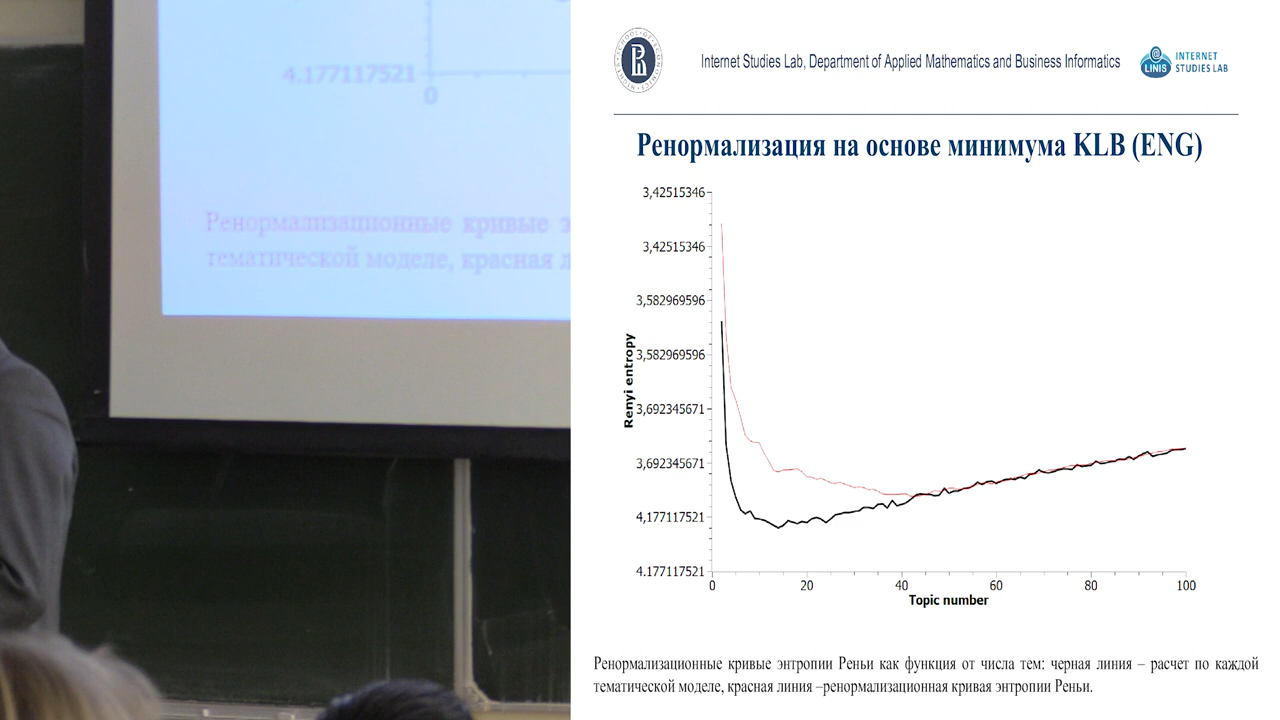 4.177117521
0
Ренормализационные кривые э
тематической моделе, красная л
Internet Studies Lab, Department of Applied Mathematics and Business Informatics
LINIS
INTERNET
STUDIES LAB
Ренормализация на основе минимума KLB (ENG)
3,42515346
3,42515346
3,582969596
3,582969596
3,692345671
3,692345671
4,177117521
4.177117521
Renyi entropy
0 20 40 60 80 100
Topic number
Ренормализационные кривые энтропии Реньи как функция от числа тем: черная линия – расчет по каждой
тематической моделе, красная линия –ренормализационная кривая энтропии Реньи.